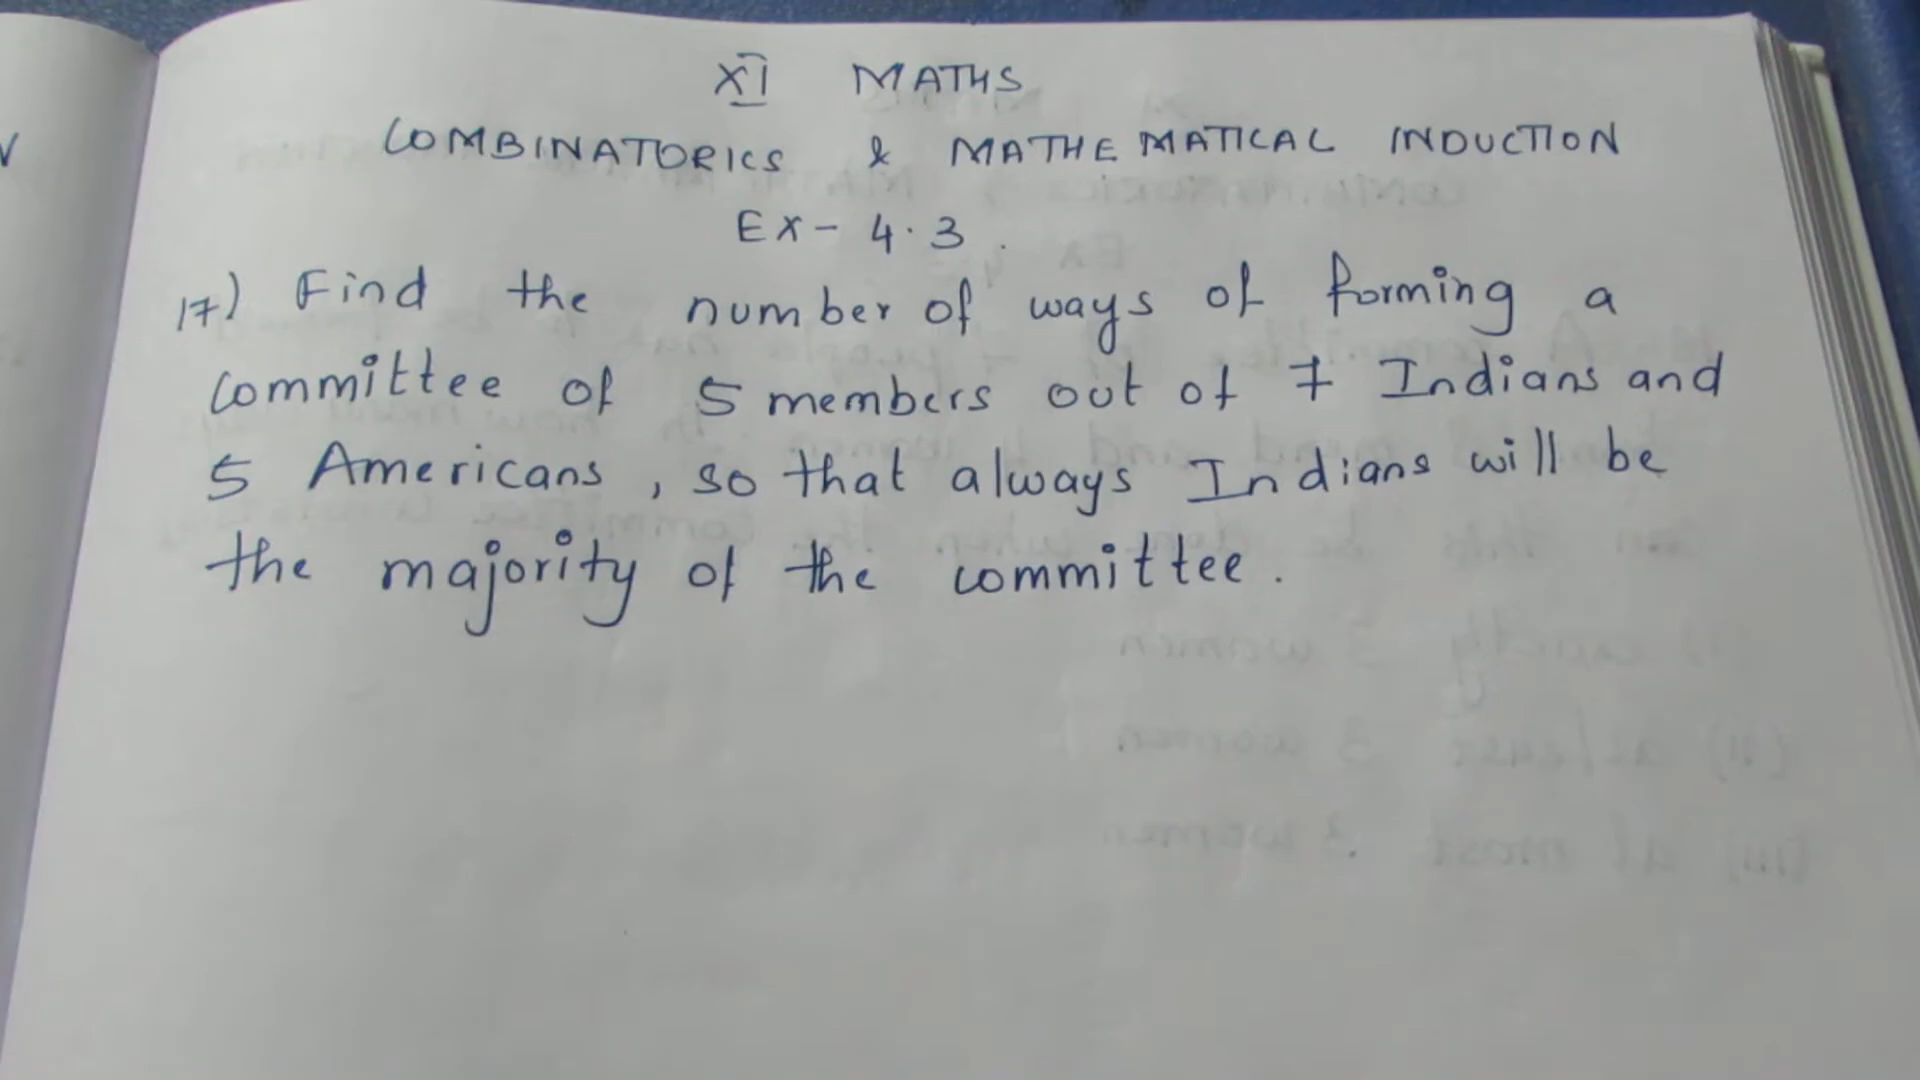 XI MATHS
COMBINATORICS & MATHEMATICAL INDUCTION
EX- 4.3.
17) Find the number of ways of forming a
committee of 5 members out of 7 Indians and
5 Americans, so that always Indians will be
the majority of the committee.